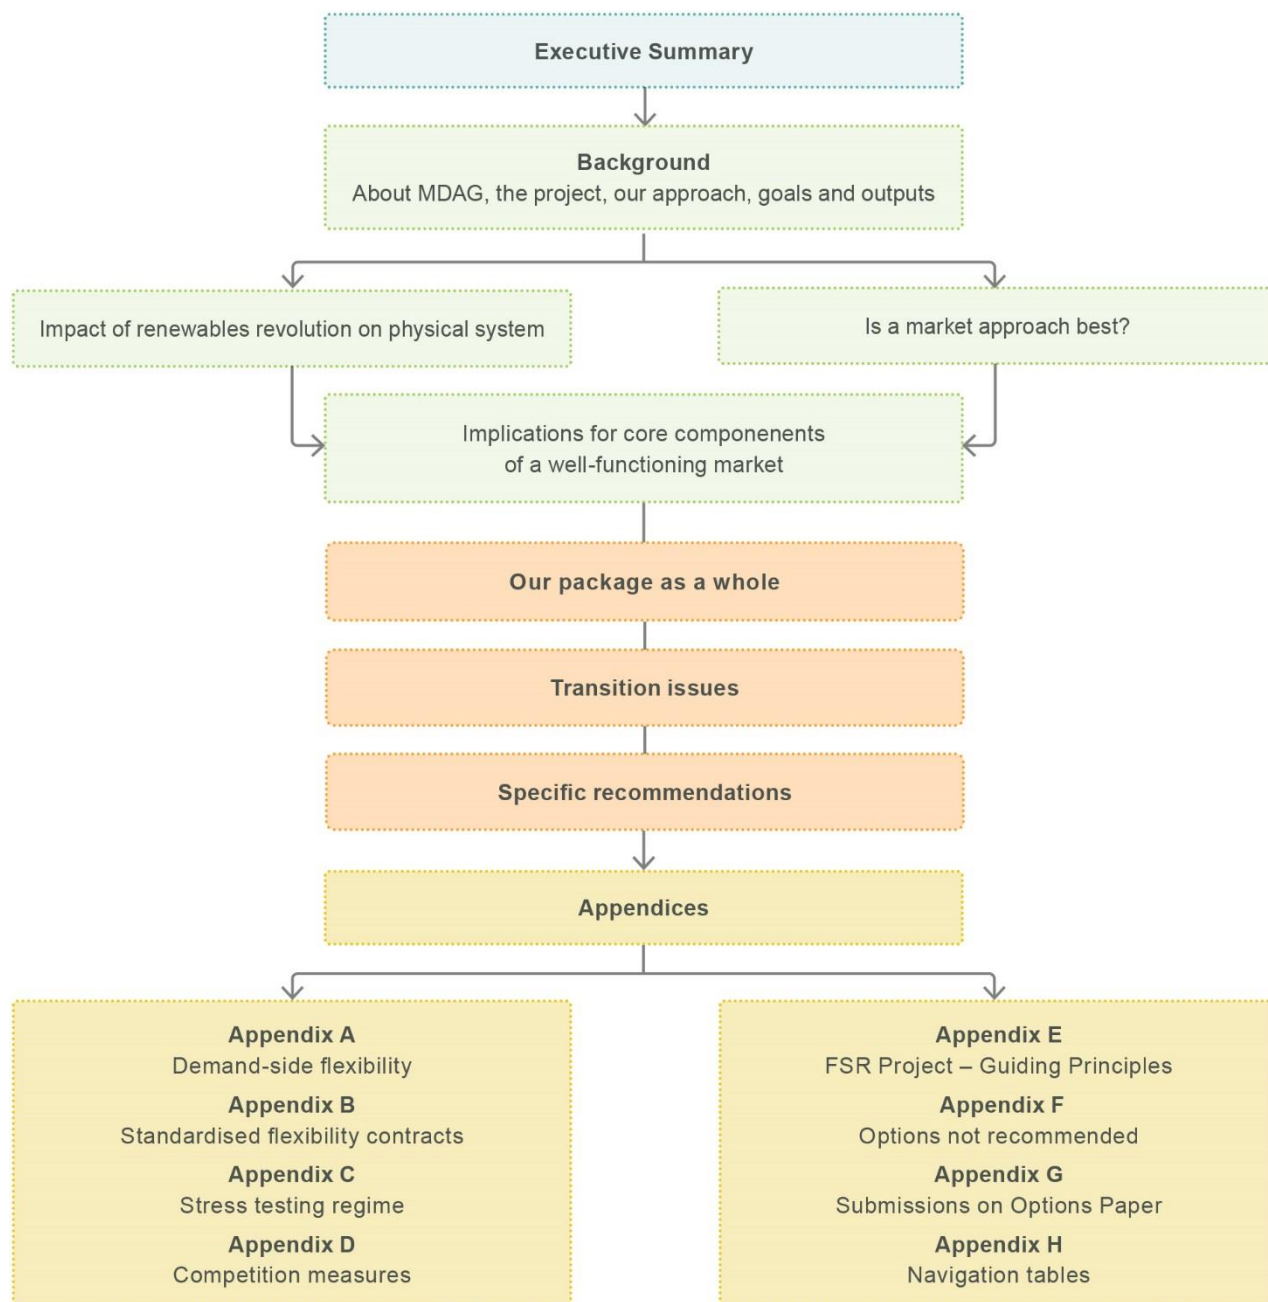 Executive Summary
Background
About MDAG, the project, our approach, goals and outputs
Impact of renewables revolution on physical system
Is a market approach best?
Implications for core componenents
of a well-functioning market
Our package as a whole
Transition issues
Specific recommendations
Appendices
Appendix A
Demand-side flexibility
Appendix B
Standardised flexibility contracts
Appendix C
Stress testing regime
Appendix D
Competition measures
Appendix E
FSR Project – Guiding Principles
Appendix F
Options not recommended
Appendix G
Submissions on Options Paper
Appendix H
Navigation tables